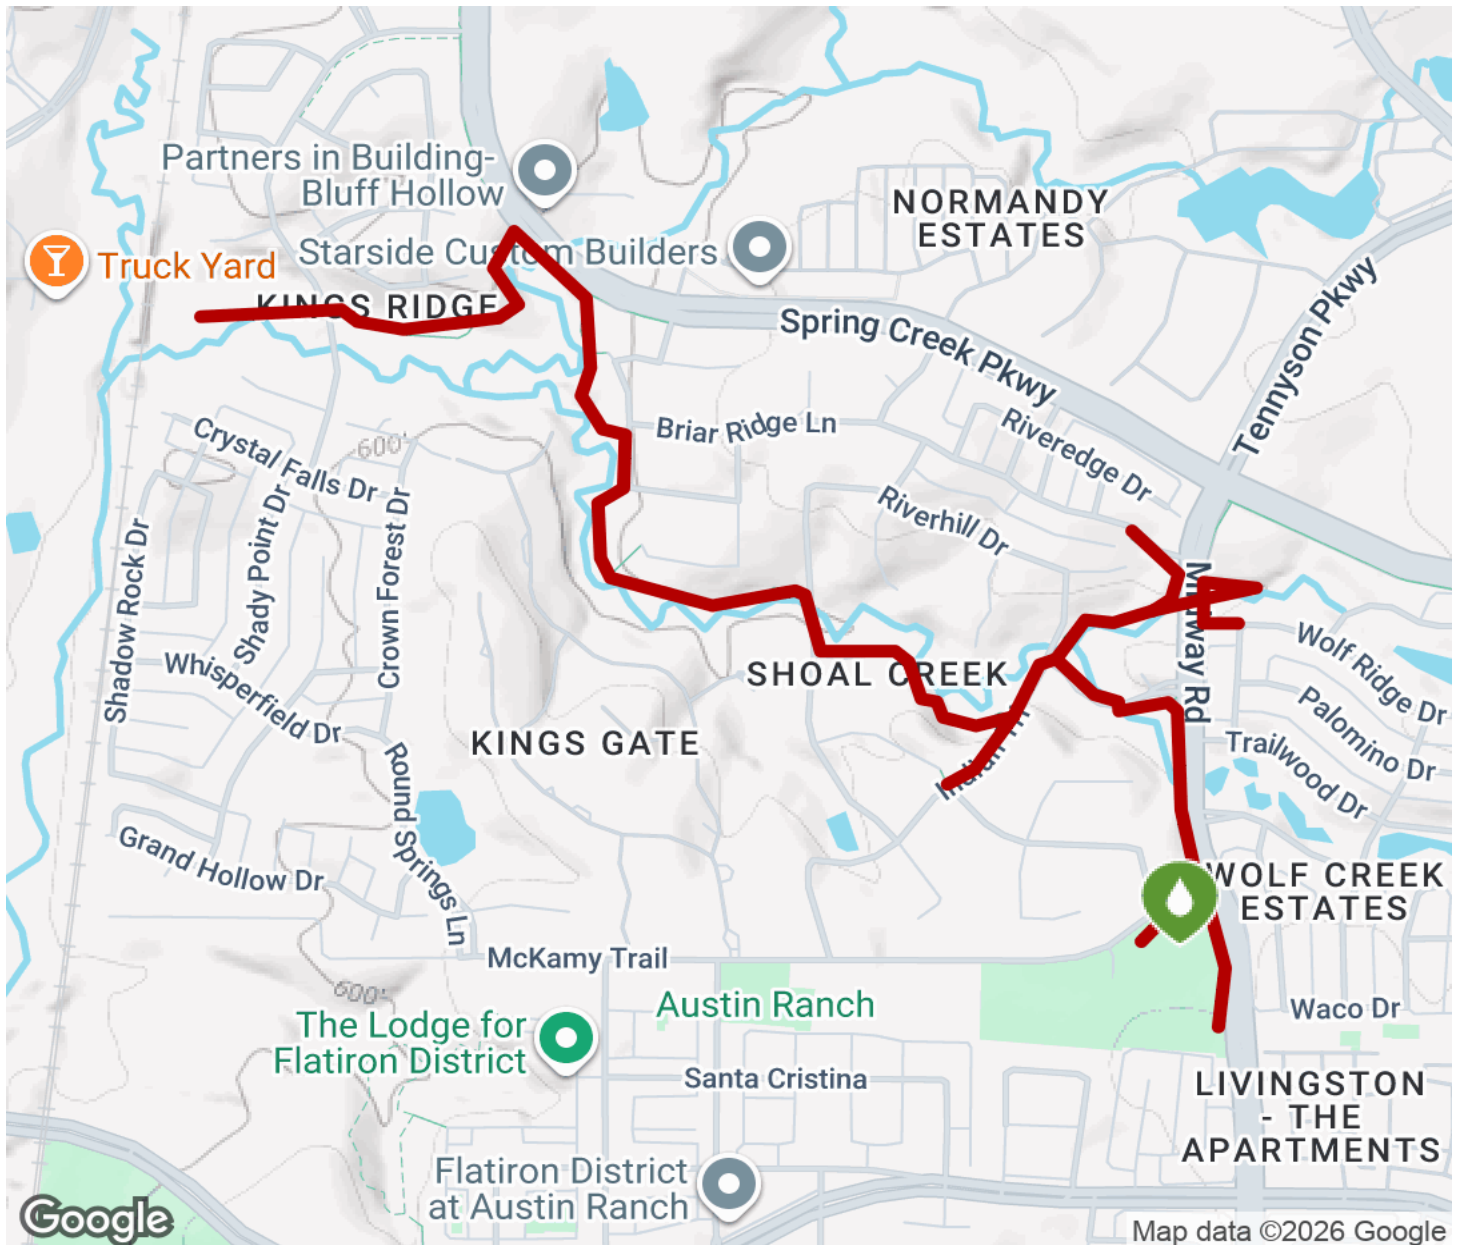 Partners in Building-
Bluff Hollow
NORMANDY
ESTATES
Starside Custom Builders
Truck Yard
KINGS RIDGE
Tennyson Pkwy
Spring Creek Pkwy
Briar Ridge Ln
Riveredge Dr
Crystal Falls Dr
600'
Riverhill Dr
Shadow Rock Dr
Shady Point Dr
Crown Forest Dr
Midway Rd
Wolf Ridge Dr
Whisperfield Dr
SHOAL CREEK
Palomino Dr
KINGS GATE
Indian Trl
Trailwood Dr
Round Springs Ln
Grand Hollow Dr
WOLF CREEK
ESTATES
McKamy Trail
600'
Austin Ranch
Waco Dr
The Lodge for
Flatiron District
Santa Cristina
LIVINGSTON
- THE
APARTMENTS
Flatiron District
at Austin Ranch
Google
Map data ©2026 Google